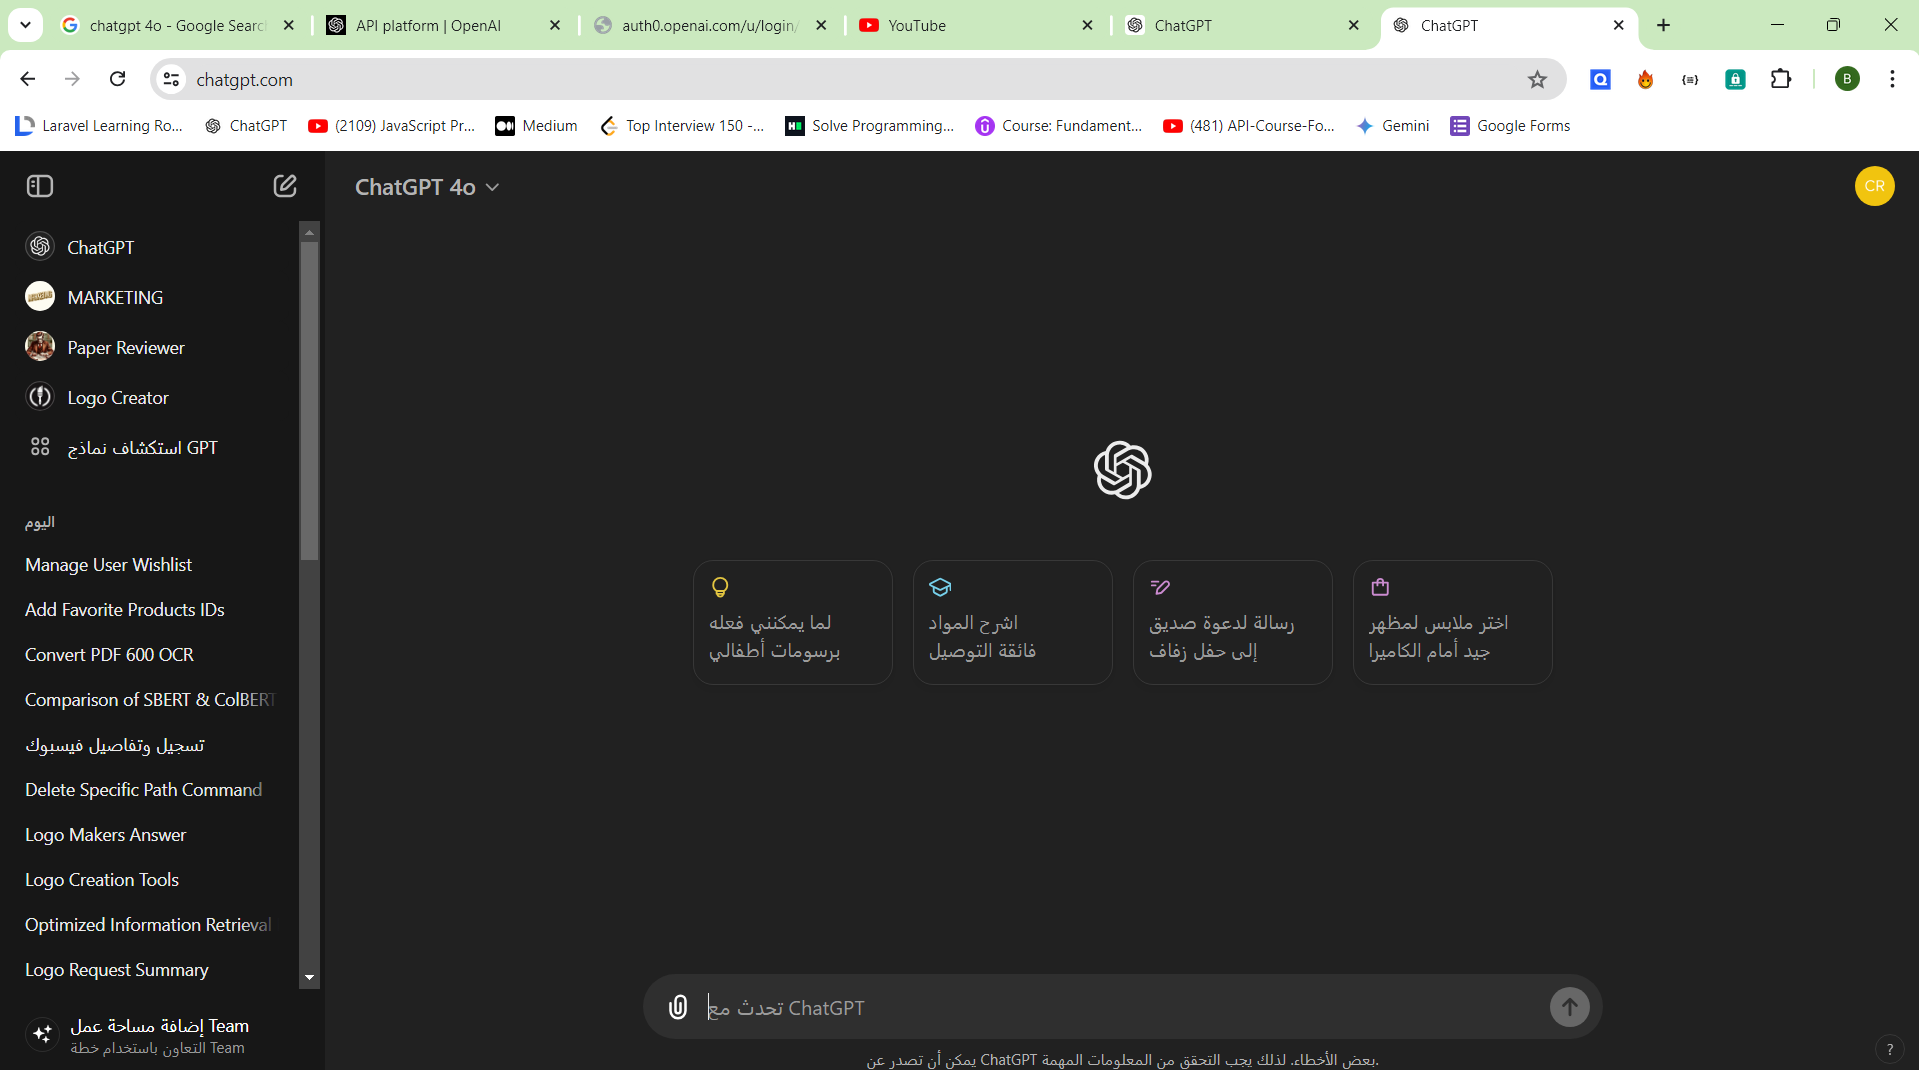 chatgpt 4o - Google Searc
API platform | OpenAI
auth0.openai.com/u/login/
YouTube
ChatGPT
ChatGPT
chatgpt.com
B
Laravel Learning Ro...
ChatGPT
(2109) JavaScript Pr...
Medium
Top Interview 150 -...
Solve Programming...
Course: Fundament...
(481) API-Course-Fo...
Gemini
Google Forms
ChatGPT 4o
CR
ChatGPT
MARKETING
Paper Reviewer
Logo Creator
استكشاف نماذج GPT
اليوم
Manage User Wishlist
Add Favorite Products IDs
Convert PDF 600 OCR
Comparison of SBERT & ColBERT
تسجيل وتفاصيل فيسبوك
Delete Specific Path Command
Logo Makers Answer
Logo Creation Tools
Optimized Information Retrieval
Logo Request Summary
إضافة مساحة عمل Team
التعاون باستخدام خطة Team
لما يمكنني فعله
برسومات أطفالي
اشرح المواد
فائقة التوصيل
رسالة لدعوة صديق
إلى حفل زفاف
اختر ملابس لمظهر
جيد أمام الكاميرا
تحدث مع ChatGPT
يمكن أن تصدر عن ChatGPT بعض الأخطاء. لذلك يجب التحقق من المعلومات المهمة.
?